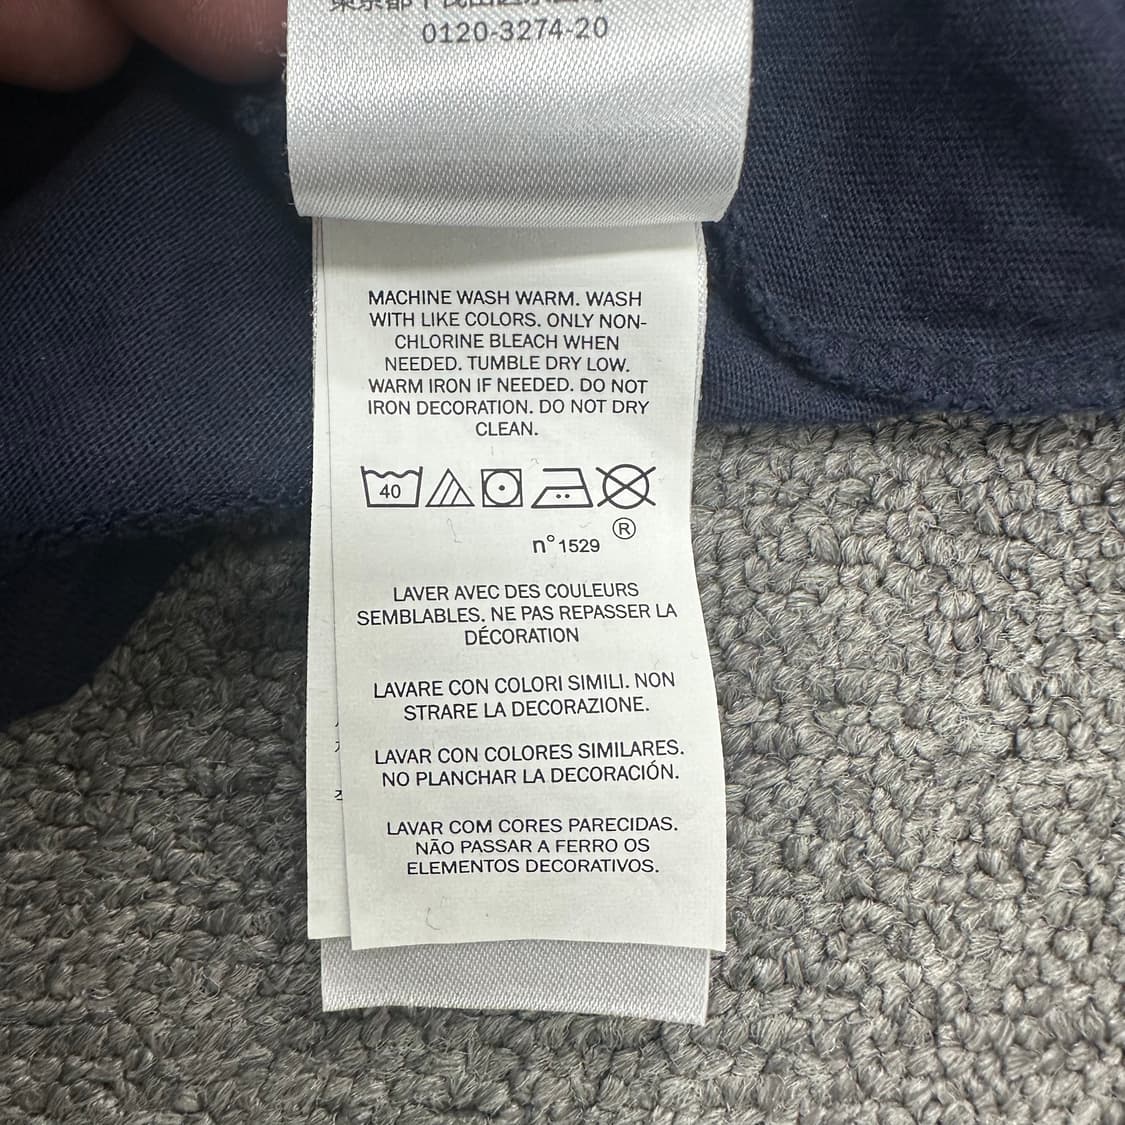 0120-3274-20
MACHINE WASH WARM. WASH
WITH LIKE COLORS. ONLY NON-
CHLORINE BLEACH WHEN
NEEDED. TUMBLE DRY LOW.
WARM IRON IF NEEDED. DO NOT
IRON DECORATION. DO NOT DRY
CLEAN.
40
®
n° 1529
LAVER AVEC DES COULEURS
SEMBLABLES. NE PAS REPASSER LA
DÉCORATION
LAVARE CON COLORI SIMILI. NON
STRARE LA DECORAZIONE.
LAVAR CON COLORES SIMILARES.
NO PLANCHAR LA DECORACIÓN.
LAVAR COM CORES PARECIDAS.
NÃO PASSAR A FERRO OS
ELEMENTOS DECORATIVOS.